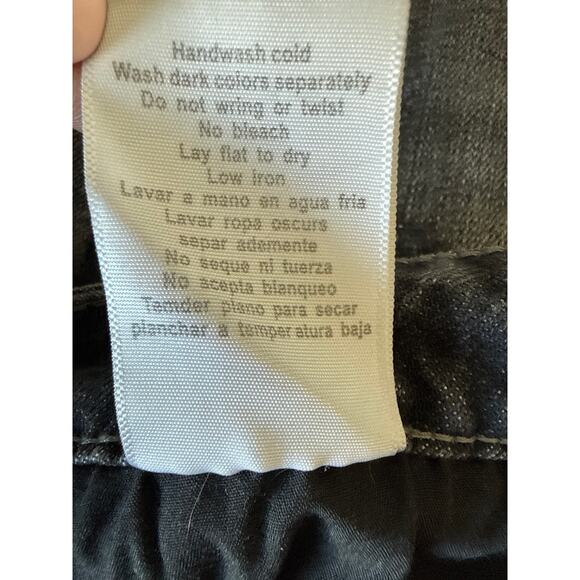 Handwash cold
Wash dark colors separately
Do not wring or twist
No bleach
Lay flat to dry
Low iron
Lavar a mano en agua fria
Lavar ropa oscurs
separ ademente
No seque ni tuerza
No acepta blanqueo
Tamder plano para secar
planchar a temperatura baja